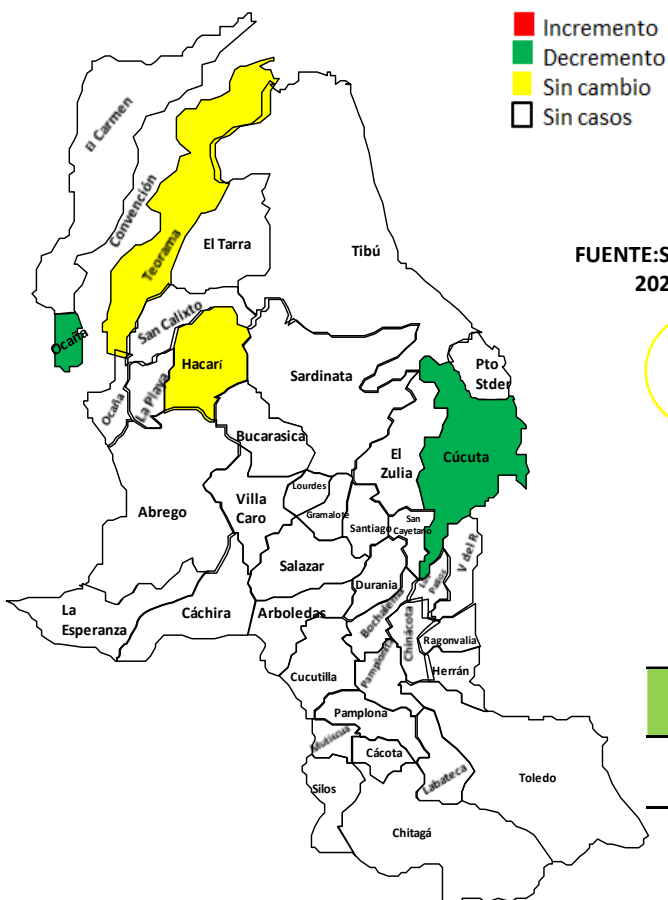 Incremento
Decremento
Sin cambio
Sin casos
FUENTE:S
202
El Carmen
Convención
Teorama
El Tarra
Tibú
Ocaña
San Calixto
Hacarí
La Playa
Ocaña
Sardinata
Pto
Stder
Bucarasica
El
Zulia
Cúcuta
Abrego
Villa
Caro
Lourdes
Gramalote
Santiago
San
Cayetano
V del R.
Salazar
Durania
Patios
La
Esperanza
Cáchira
Arboledas
Bochalema
Chinácota
Ragonvalia
Herrán
Cucutilla
Pamplona
Mutiscua
Cácota
Labateca
Toledo
Silos
Chitagá